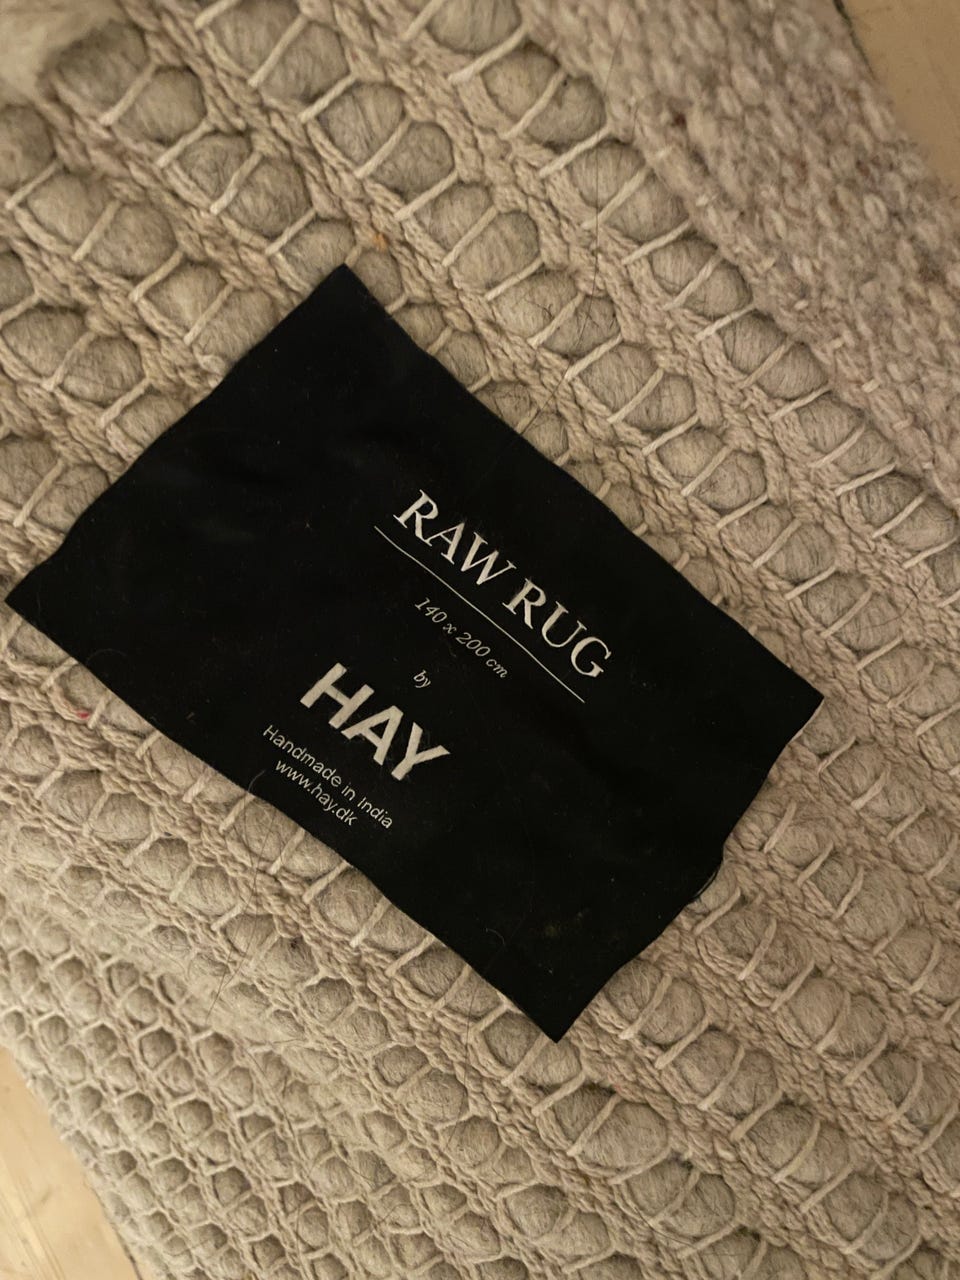 RAW RUG
140 x 200 cm
by
HAY
Handmade in India
www.hay.dk